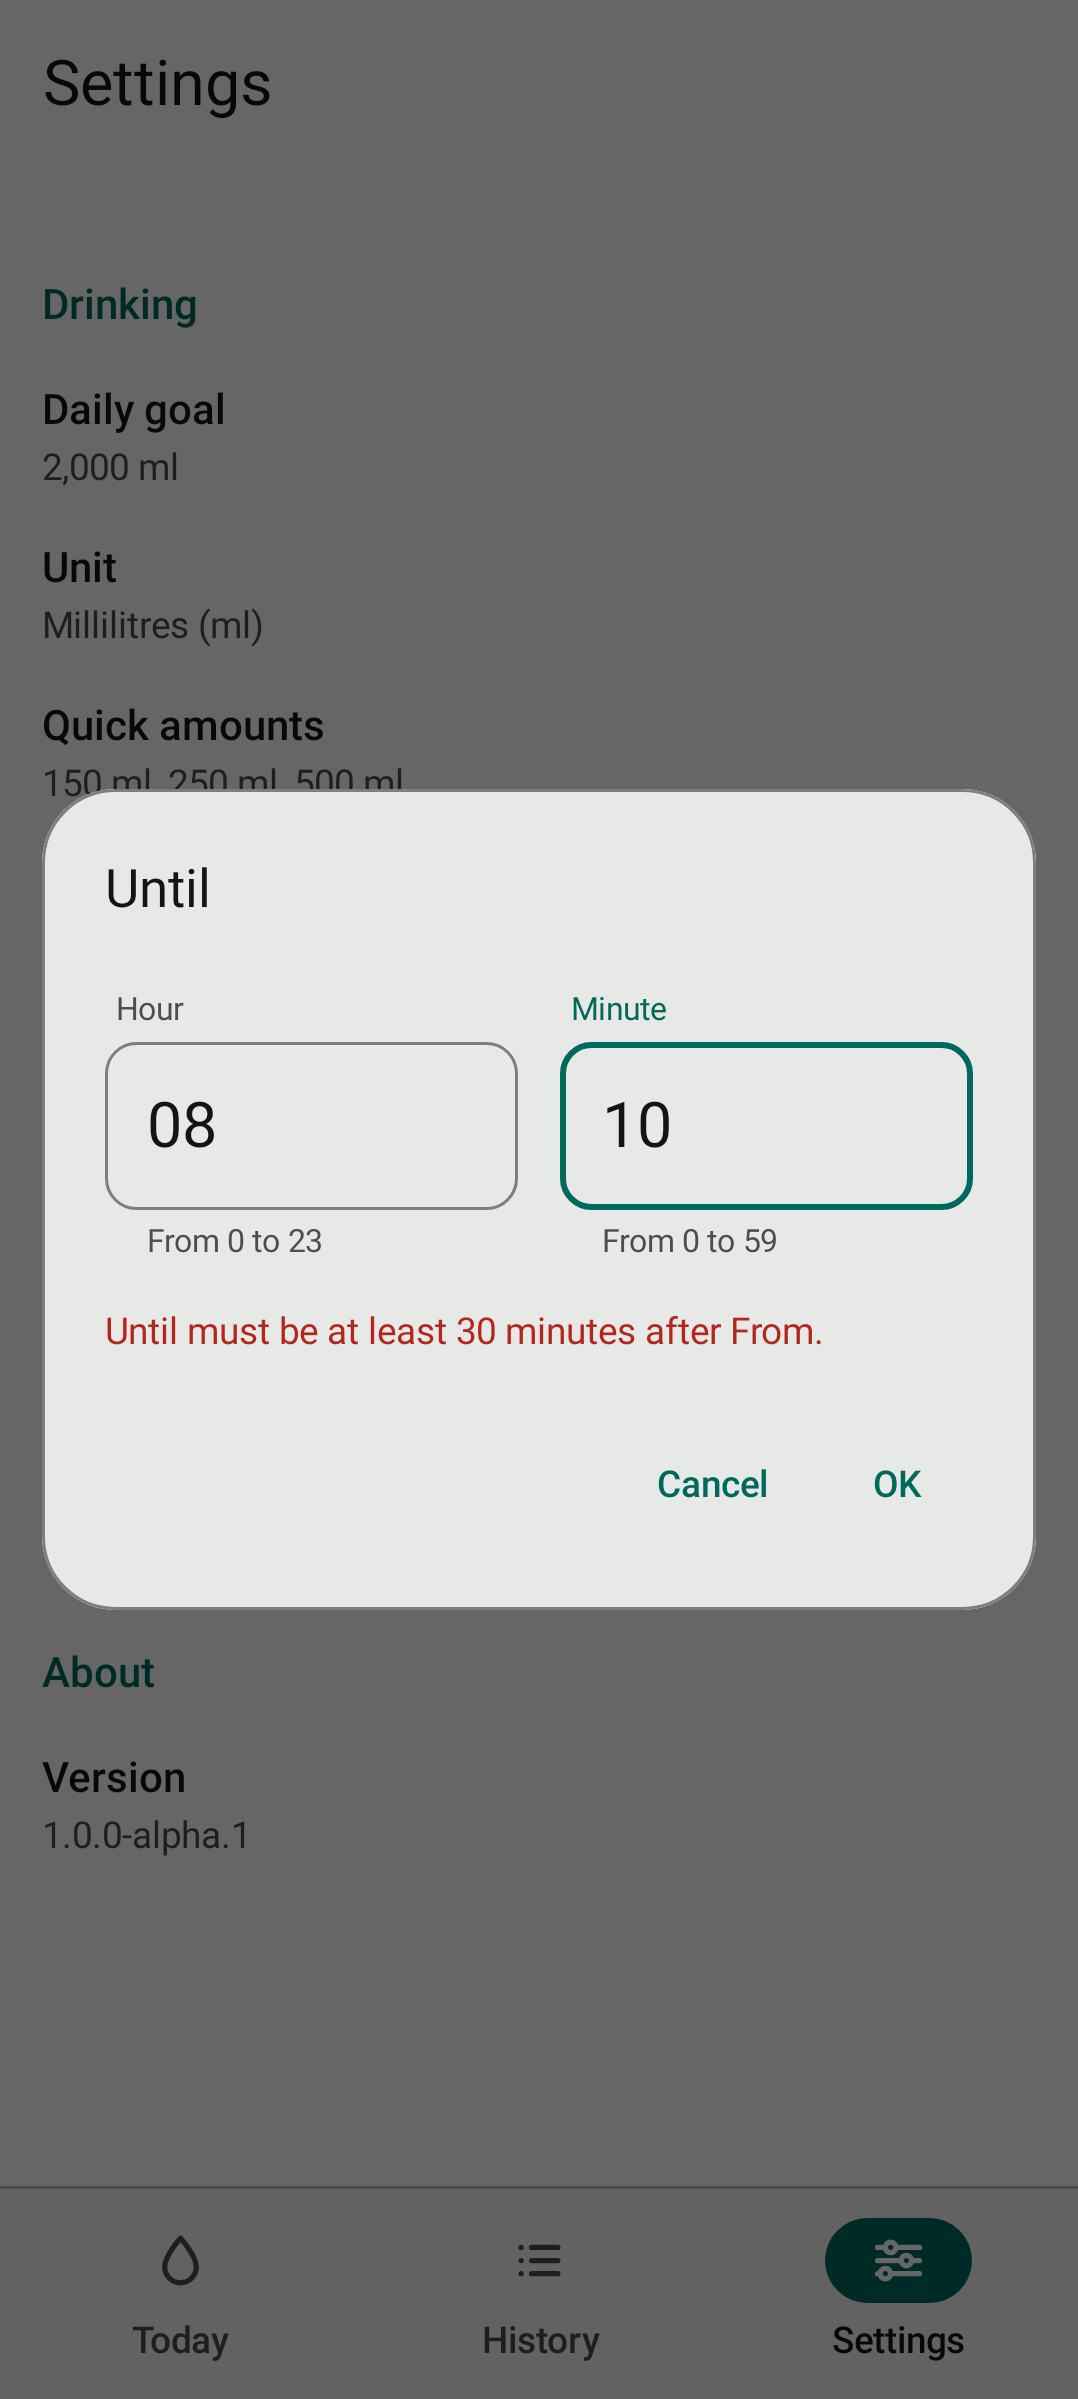 Settings
Drinking
Daily goal
2,000 ml
Unit
Millilitres (ml)
Quick amounts
150 ml, 250 ml, 500 ml
Until
Hour
Minute
08
10
From 0 to 23
From 0 to 59
Until must be at least 30 minutes after From.
Cancel
OK
About
Version
1.0.0-alpha.1
Today
History
Settings